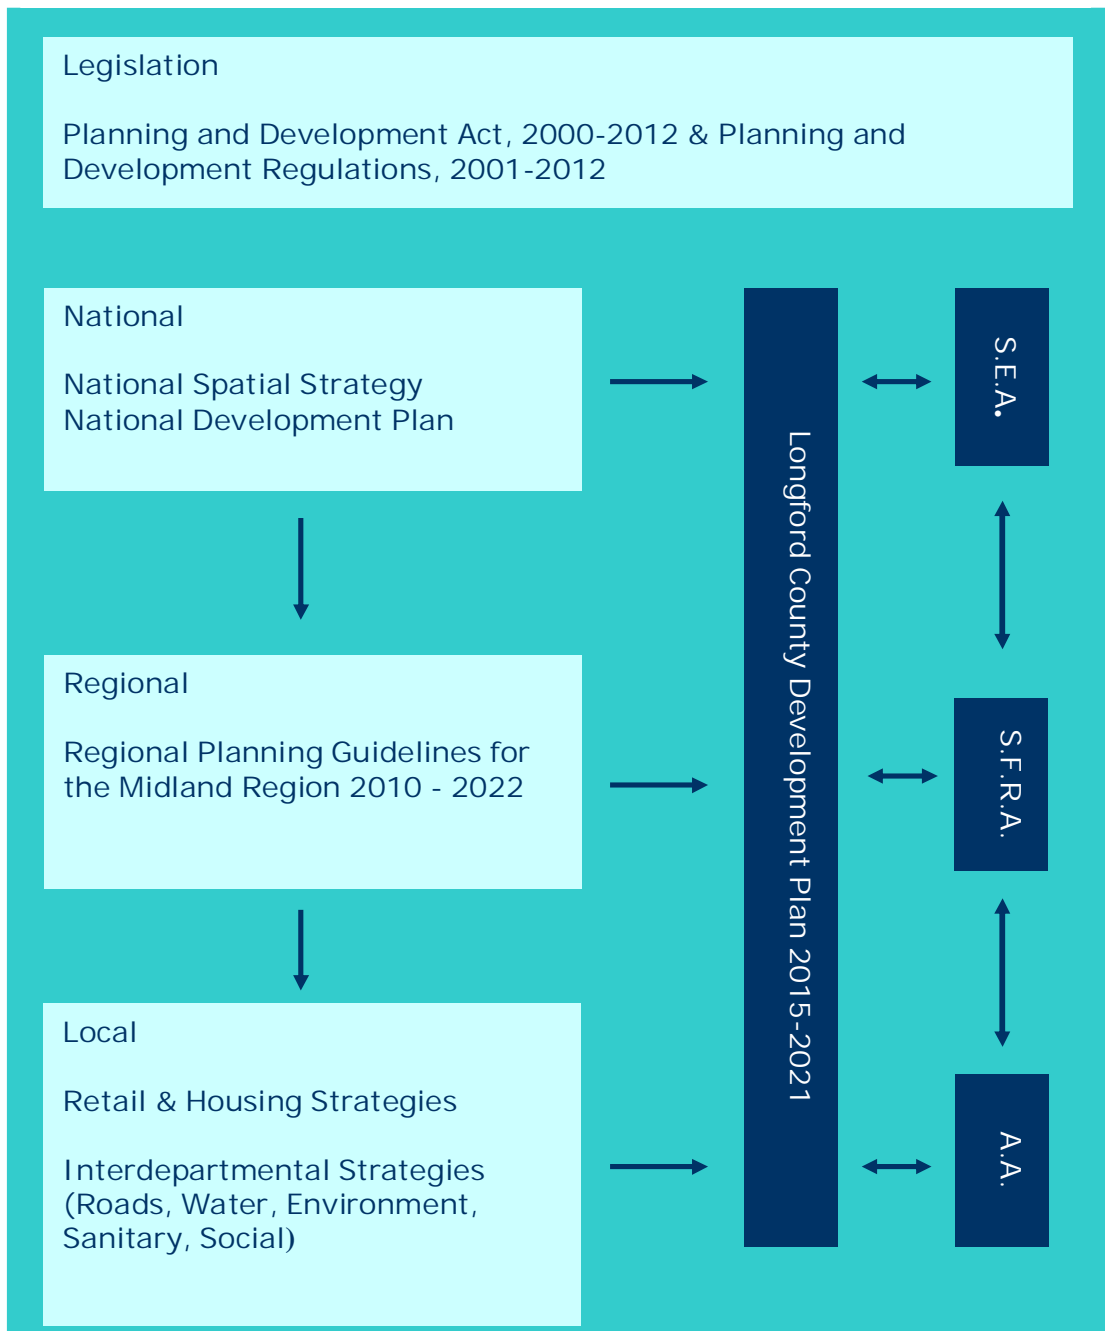 Legislation
Planning and Development Act, 2000-2012 & Planning and
Development Regulations, 2001-2012
National
National Spatial Strategy
National Development Plan
Regional
Regional Planning Guidelines for
the Midland Region 2010 - 2022
Local
Retail & Housing Strategies
Interdepartmental Strategies
(Roads, Water, Environment,
Sanitary, Social)
Longford County Development Plan 2015-2021
S.E.A.
S.F.R.A.
A.A.